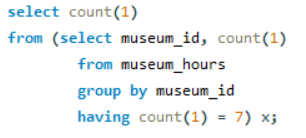 select count(1)
from (select museum_id, count(1)
from museum_hours
group by museum_id
having count(1) = 7) x;